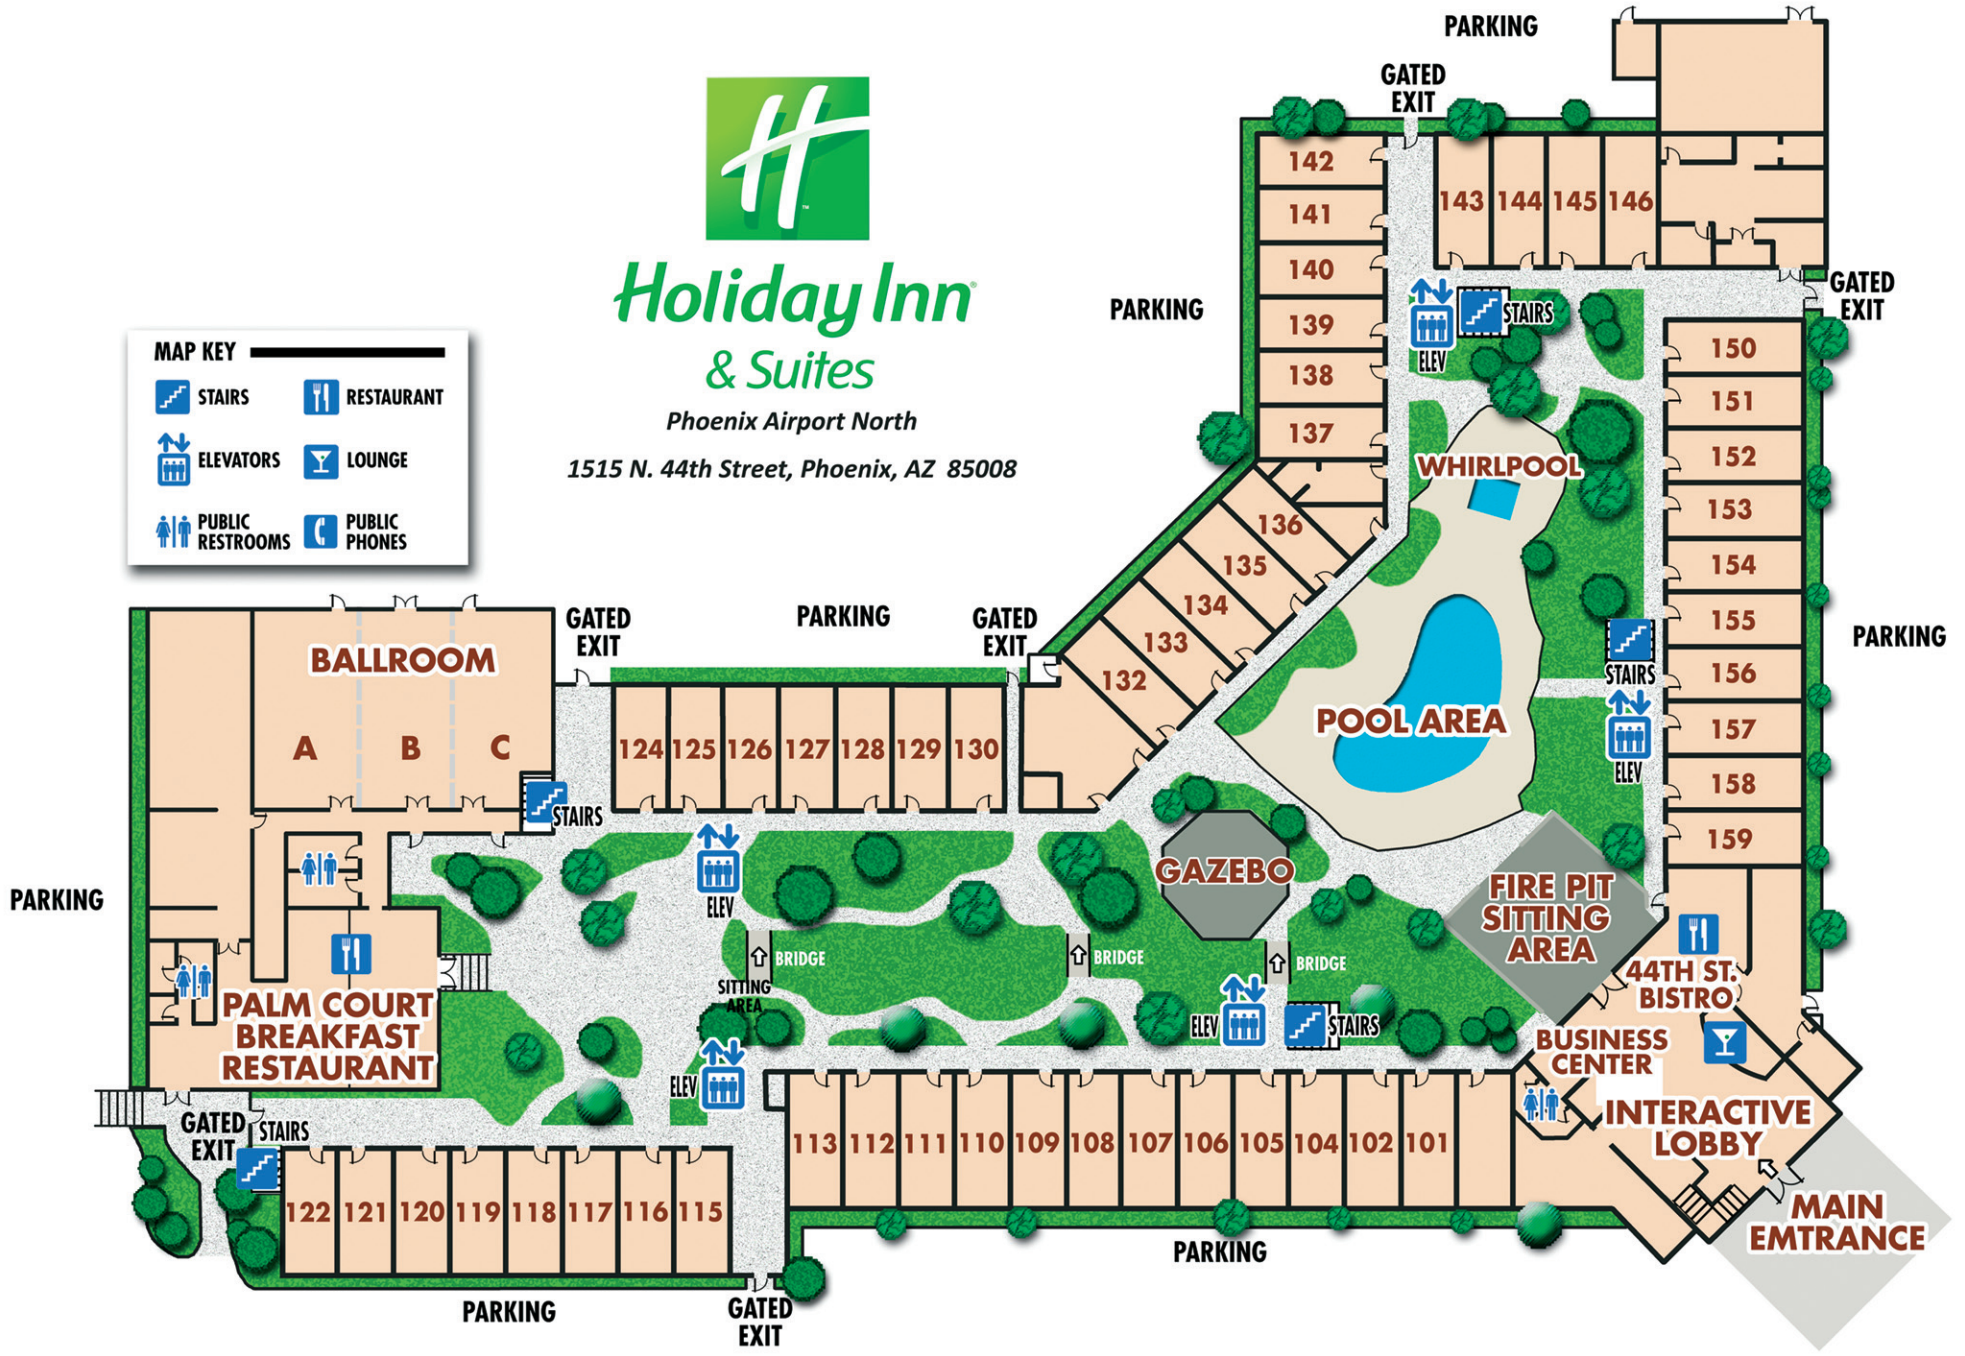 PARKING
GATED
EXIT
H
™
Holiday Inn®
& Suites
Phoenix Airport North
1515 N. 44th Street, Phoenix, AZ  85008
MAP KEY
STAIRS
RESTAURANT
ELEVATORS
LOUNGE
PUBLIC
RESTROOMS
PUBLIC
PHONES
142
141
140
139
138
137
143
144
145
146
PARKING
GATED
EXIT
ELEV
STAIRS
150
151
152
153
154
155
156
157
158
159
WHIRLPOOL
136
135
134
133
132
POOL AREA
STAIRS
ELEV
PARKING
GATED
EXIT
PARKING
GATED
EXIT
BALLROOM
A
B
C
STAIRS
124
125
126
127
128
129
130
PARKING
ELEV
GAZEBO
FIRE PIT
SITTING
AREA
BRIDGE
BRIDGE
BRIDGE
SITTING
AREA
44TH ST.
BISTRO
PALM COURT
BREAKFAST
RESTAURANT
ELEV
STAIRS
BUSINESS
CENTER
ELEV
INTERACTIVE
LOBBY
GATED
EXIT
STAIRS
113
112
111
110
109
108
107
106
105
104
102
101
122
121
120
119
118
117
116
115
MAIN
EMTRANCE
PARKING
PARKING
GATED
EXIT